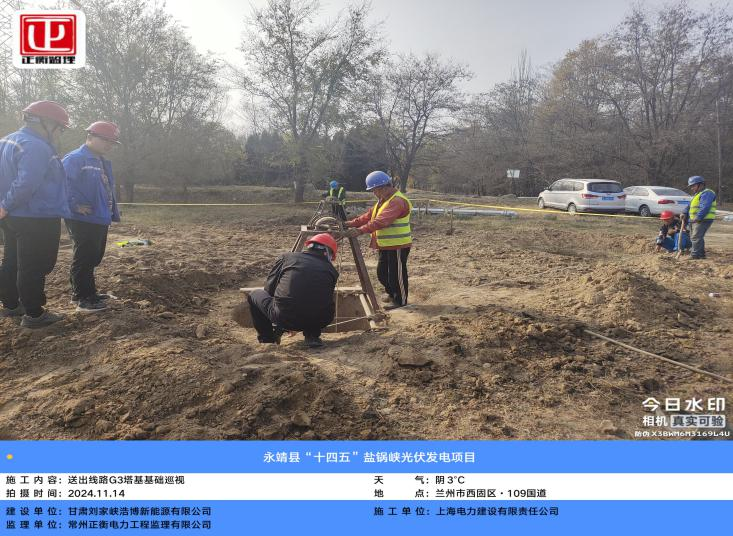 正衡监理
今日水印
相机 真实可验
防伪 X3BWM6M3169L4U
永靖县“十四五”盐锅峡光伏发电项目
施工内容：送出线路G3塔基基础巡视
天气：阴 3℃
拍摄时间：2024.11.14
地点：兰州市西固区·109国道
建设单位：甘肃刘家峡浩博新能源有限公司
施工单位：上海电力建设有限责任公司
监理单位：常州正衡电力工程监理有限公司